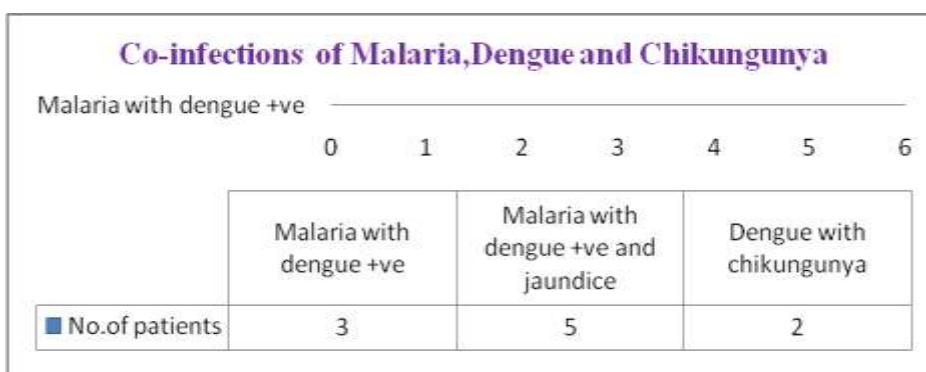 Co-infections of Malaria,Dengue and Chikungunya
Malaria with dengue +ve
0 1 2 3 4 5 6
Malaria with
dengue +ve
Malaria with
dengue +ve and
jaundice
Dengue with
chikungunya
No.of patients 3 5 2